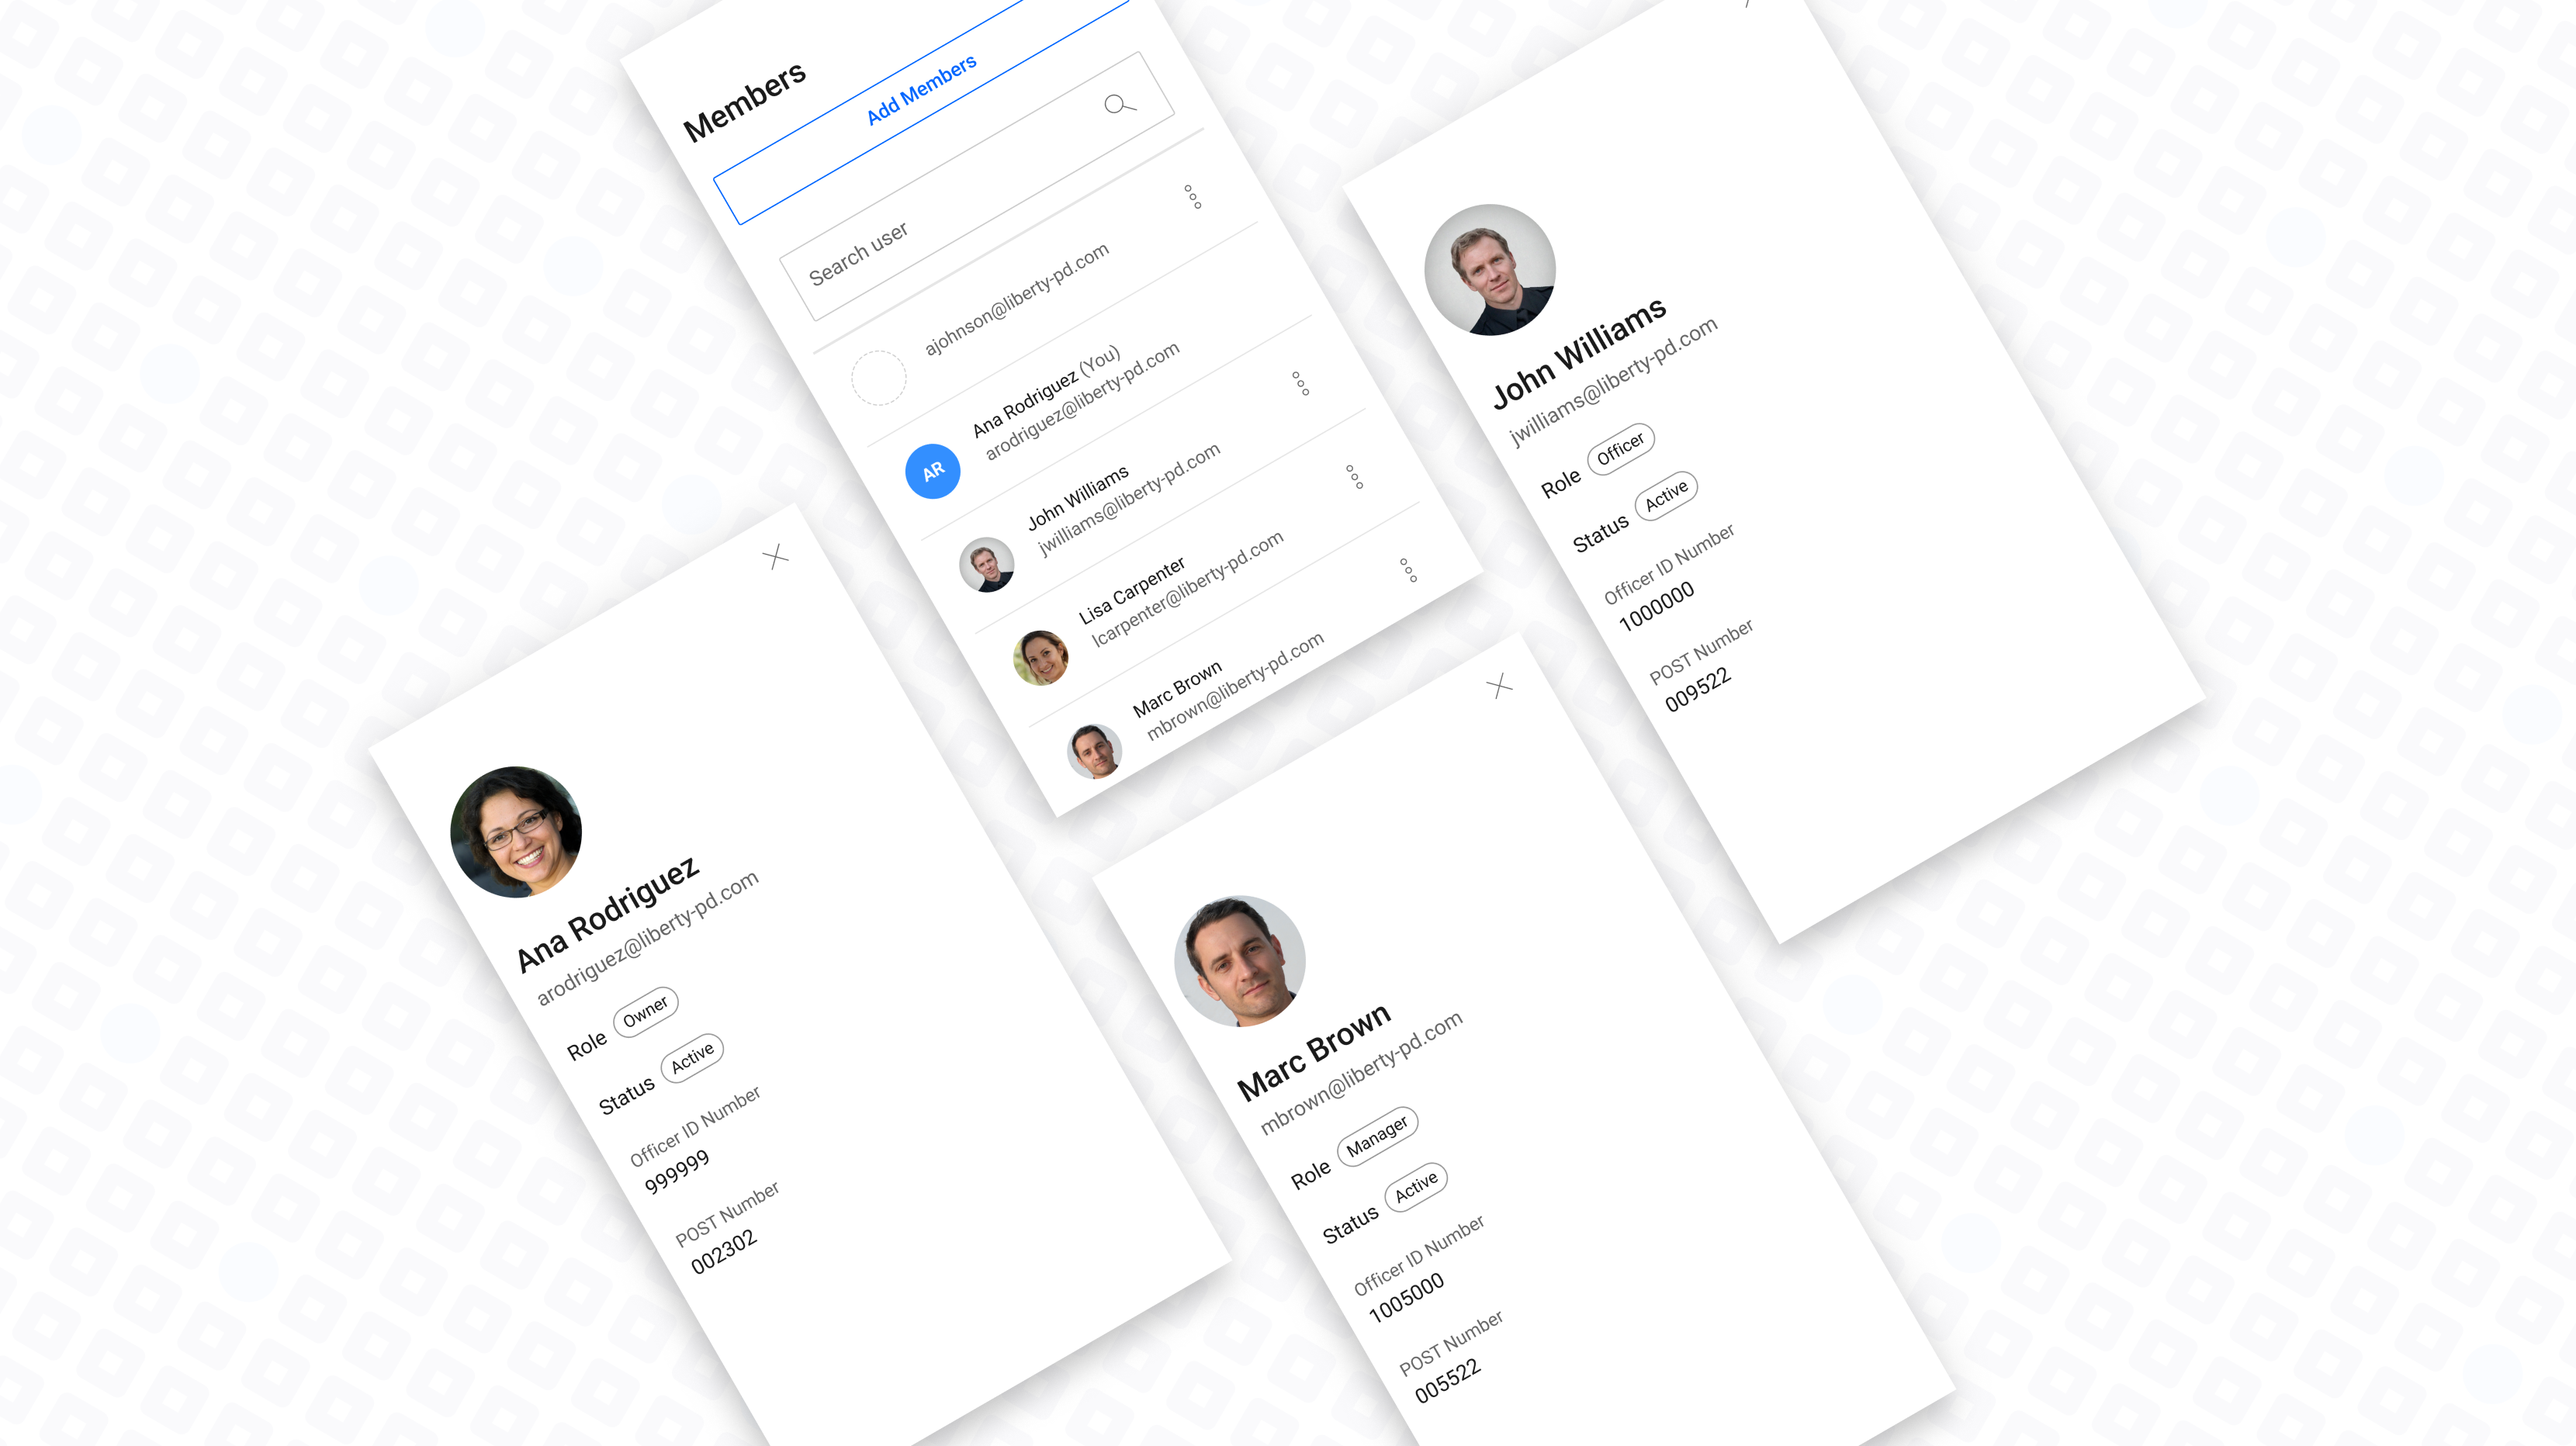 Members
Add Members
Search user
ajohnson@liberty-pd.com
AR
Ana Rodriguez (You)
arodriguez@liberty-pd.com
John Williams
jwilliams@liberty-pd.com
Lisa Carpenter
lcarpenter@liberty-pd.com
Marc Brown
mbrown@liberty-pd.com
John Williams
jwilliams@liberty-pd.com
Role Officer
Status Active
Officer ID Number
1000000
POST Number
009522
Ana Rodriguez
arodriguez@liberty-pd.com
Role Owner
Status Active
Officer ID Number
999999
POST Number
002302
Marc Brown
mbrown@liberty-pd.com
Role Manager
Status Active
Officer ID Number
1005000
POST Number
005522